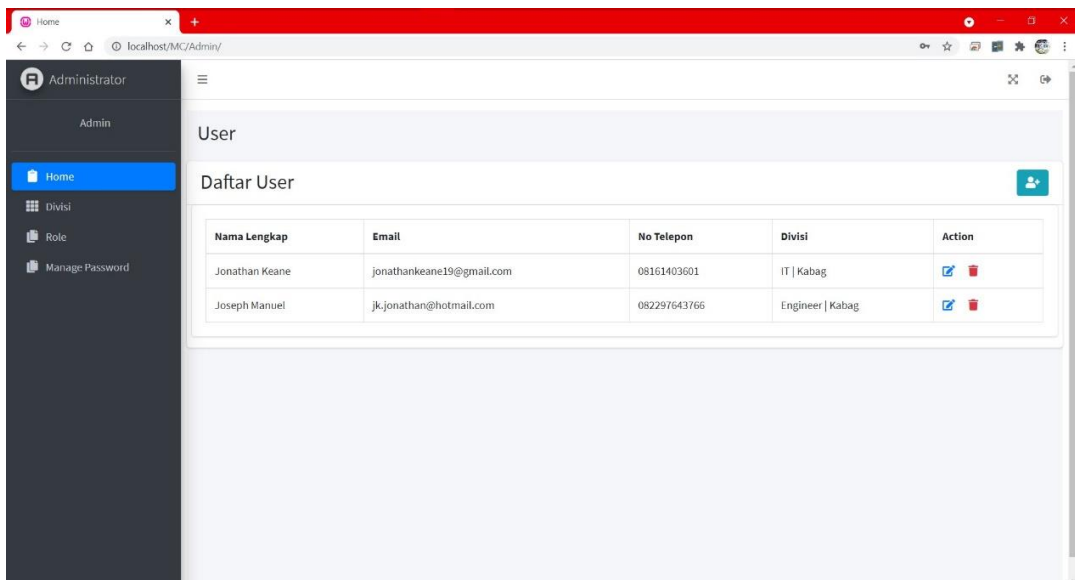 Home
localhost/MC/Admin/
Administrator
Admin
Home
Divisi
Role
Manage Password
User
Daftar User
Nama Lengkap Email No Telepon Divisi Action
Jonathan Keane jonathankeane19@gmail.com 08161403601 IT | Kabag
Joseph Manuel jk.jonathan@hotmail.com 082297643766 Engineer | Kabag